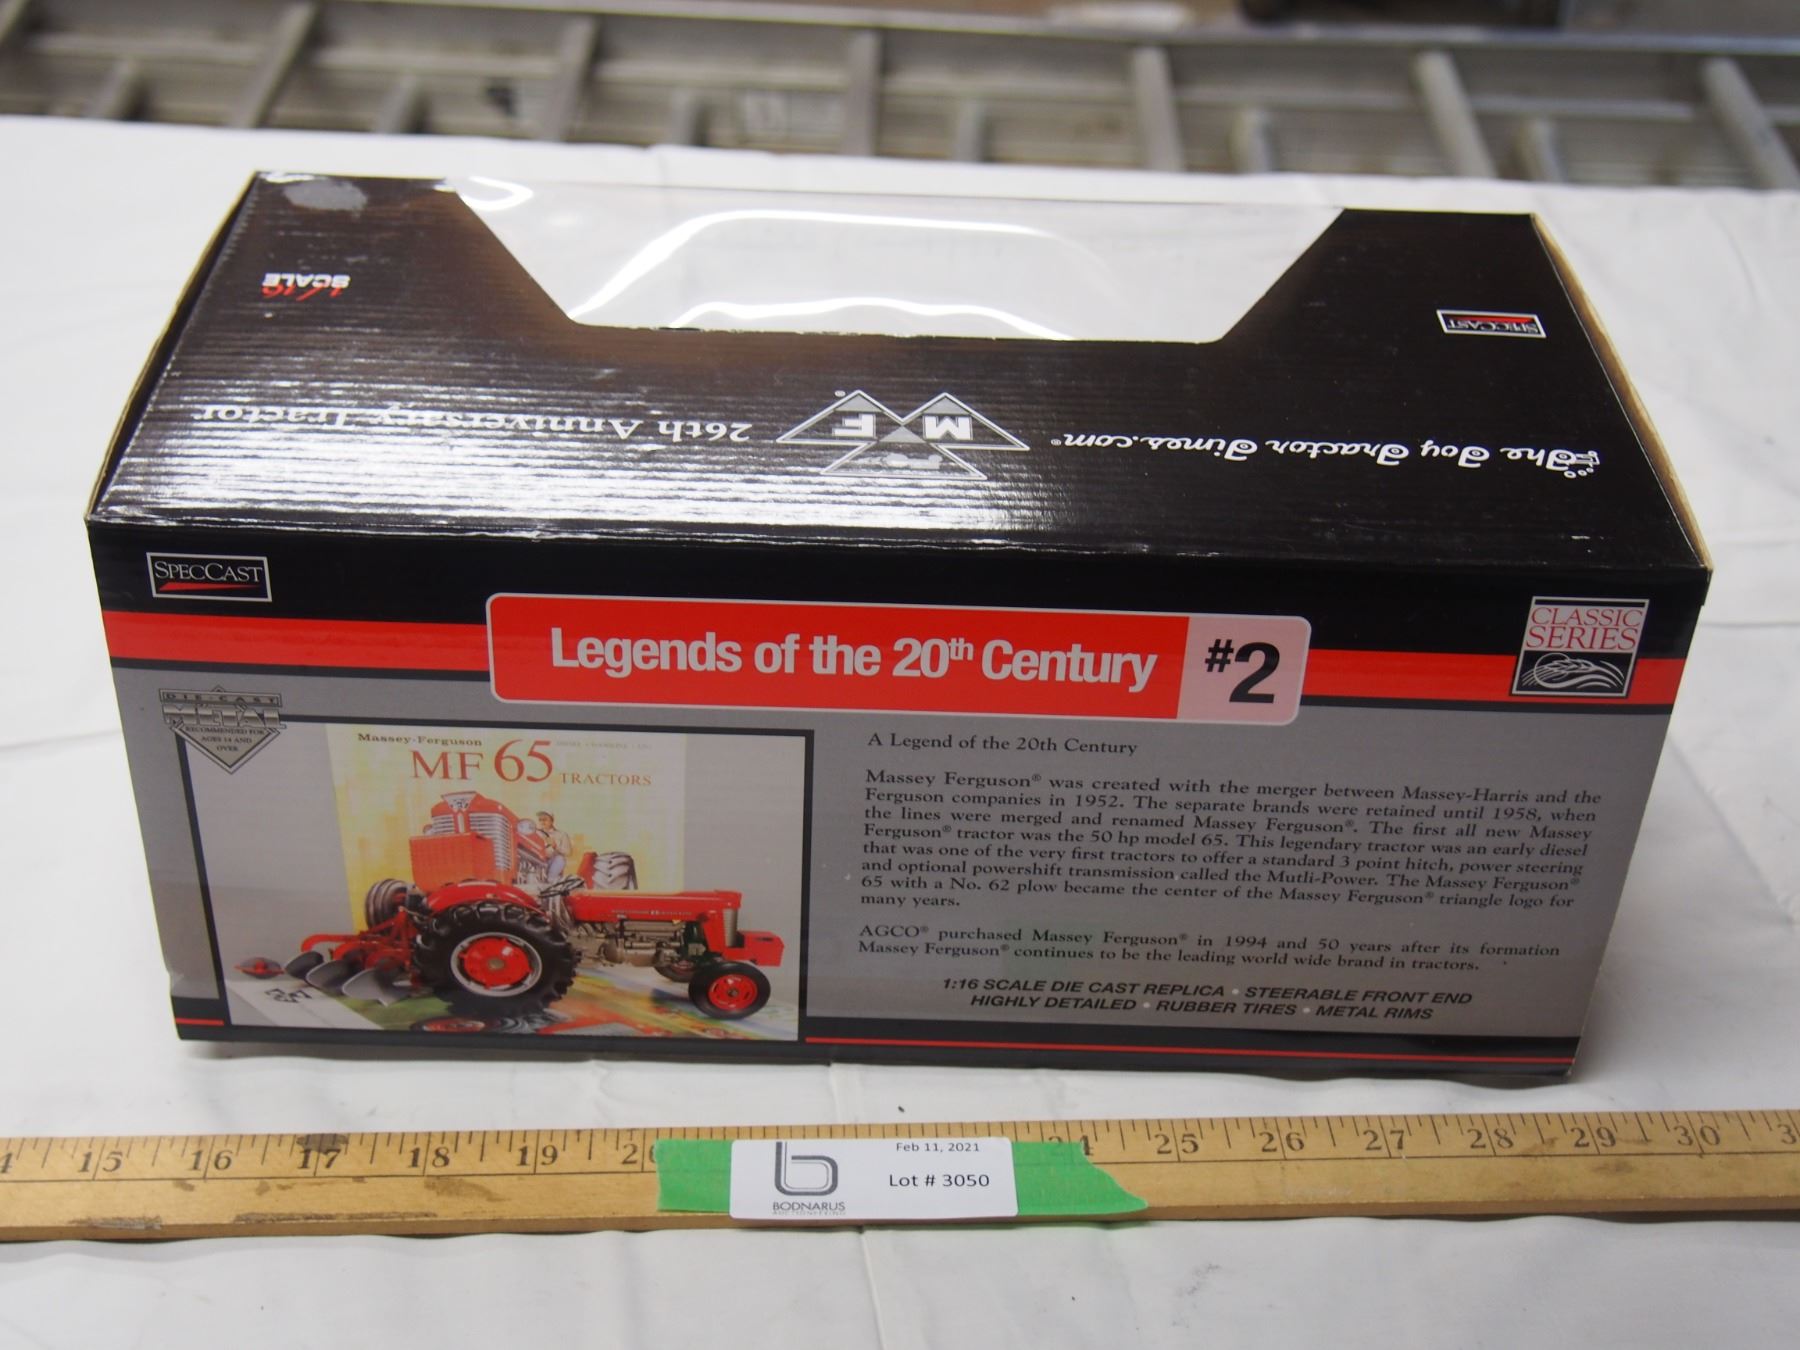 1/16
SCALE
SPECCAST
The Toy Tractor Times.com®
M F ®
26th Anniversary Tractor
SPECCAST
Legends of the 20th Century #2
CLASSIC
SERIES
DIE-CAST
METAL
RECOMMENDED FOR
AGES 14 AND
OVER
Massey-Ferguson
MF 65 TRACTORS
A Legend of the 20th Century
Massey Ferguson® was created with the merger between Massey-Harris and the
Ferguson companies in 1952. The separate brands were retained until 1958, when
the lines were merged and renamed Massey Ferguson®. The first all new Massey
Ferguson® tractor was the 50 hp model 65. This legendary tractor was an early diesel
that was one of the very first tractors to offer a standard 3 point hitch, power steering
and optional powershift transmission called the Mutli-Power. The Massey Ferguson®
65 with a No. 62 plow became the center of the Massey Ferguson® triangle logo for
many years.
AGCO® purchased Massey Ferguson® in 1994 and 50 years after its formation
Massey Ferguson® continues to be the leading world wide brand in tractors.
1:16 SCALE DIE CAST REPLICA • STEERABLE FRONT END
HIGHLY DETAILED • RUBBER TIRES • METAL RIMS
15 16 17 18 19 20 24 25 26 27 28 29 30
Feb 11, 2021
Lot # 3050
BODNARUS
AUCTIONEERING